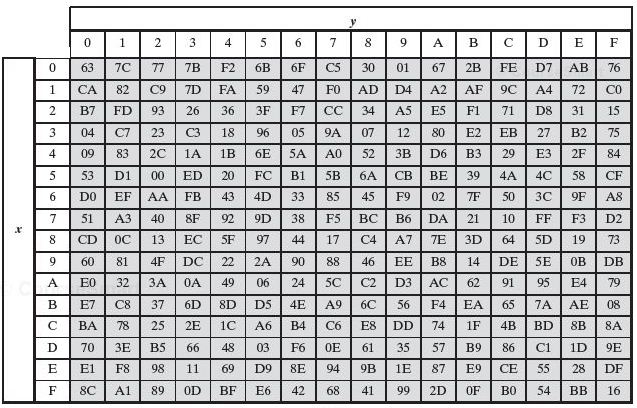 y
0 1 2 3 4 5 6 7 8 9 A B C D E F
0 63 7C 77 7B F2 6B 6F C5 30 01 67 2B FE D7 AB 76
1 CA 82 C9 7D FA 59 47 F0 AD D4 A2 AF 9C A4 72 C0
2 B7 FD 93 26 36 3F F7 CC 34 A5 E5 F1 71 D8 31 15
3 04 C7 23 C3 18 96 05 9A 07 12 80 E2 EB 27 B2 75
4 09 83 2C 1A 1B 6E 5A A0 52 3B D6 B3 29 E3 2F 84
5 53 D1 00 ED 20 FC B1 5B 6A CB BE 39 4A 4C 58 CF
6 D0 EF AA FB 43 4D 33 85 45 F9 02 7F 50 3C 9F A8
7 51 A3 40 8F 92 9D 38 F5 BC B6 DA 21 10 FF F3 D2
x 8 CD 0C 13 EC 5F 97 44 17 C4 A7 7E 3D 64 5D 19 73
9 60 81 4F DC 22 2A 90 88 46 EE B8 14 DE 5E 0B DB
A E0 32 3A 0A 49 06 24 5C C2 D3 AC 62 91 95 E4 79
B E7 C8 37 6D 8D D5 4E A9 6C 56 F4 EA 65 7A AE 08
C BA 78 25 2E 1C A6 B4 C6 E8 DD 74 1F 4B BD 8B 8A
D 70 3E B5 66 48 03 F6 0E 61 35 57 B9 86 C1 1D 9E
E E1 F8 98 11 69 D9 8E 94 9B 1E 87 E9 CE 55 28 DF
F 8C A1 89 0D BF E6 42 68 41 99 2D 0F B0 54 BB 16